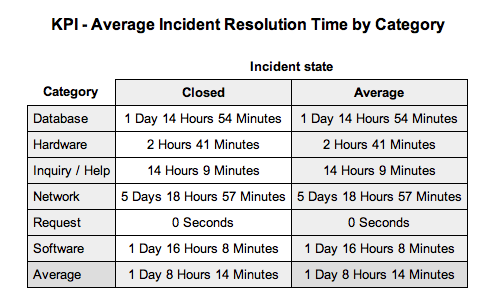 KPI - Average Incident Resolution Time by Category
Incident state
Category Closed Average
Database 1 Day 14 Hours 54 Minutes 1 Day 14 Hours 54 Minutes
Hardware 2 Hours 41 Minutes 2 Hours 41 Minutes
Inquiry / Help 14 Hours 9 Minutes 14 Hours 9 Minutes
Network 5 Days 18 Hours 57 Minutes 5 Days 18 Hours 57 Minutes
Request 0 Seconds 0 Seconds
Software 1 Day 16 Hours 8 Minutes 1 Day 16 Hours 8 Minutes
Average 1 Day 8 Hours 14 Minutes 1 Day 8 Hours 14 Minutes